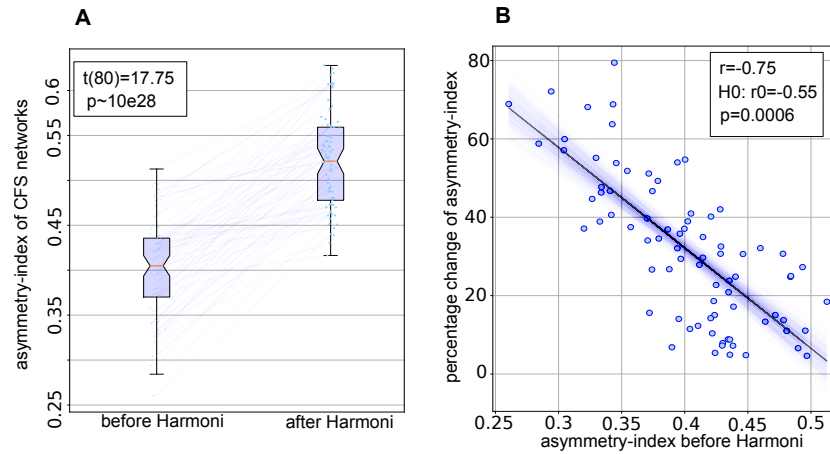 A
t(80)=17.75
p~10e28
asymmetry-index of CFS networks
0.6
0.55
0.45
0.35
0.25
before Harmoni
after Harmoni
B
r=-0.75
H0: r0=-0.55
p=0.0006
percentage change of asymmetry-index
80
60
40
20
0
0.25
0.3
0.35
0.4
0.45
0.5
asymmetry-index before Harmoni